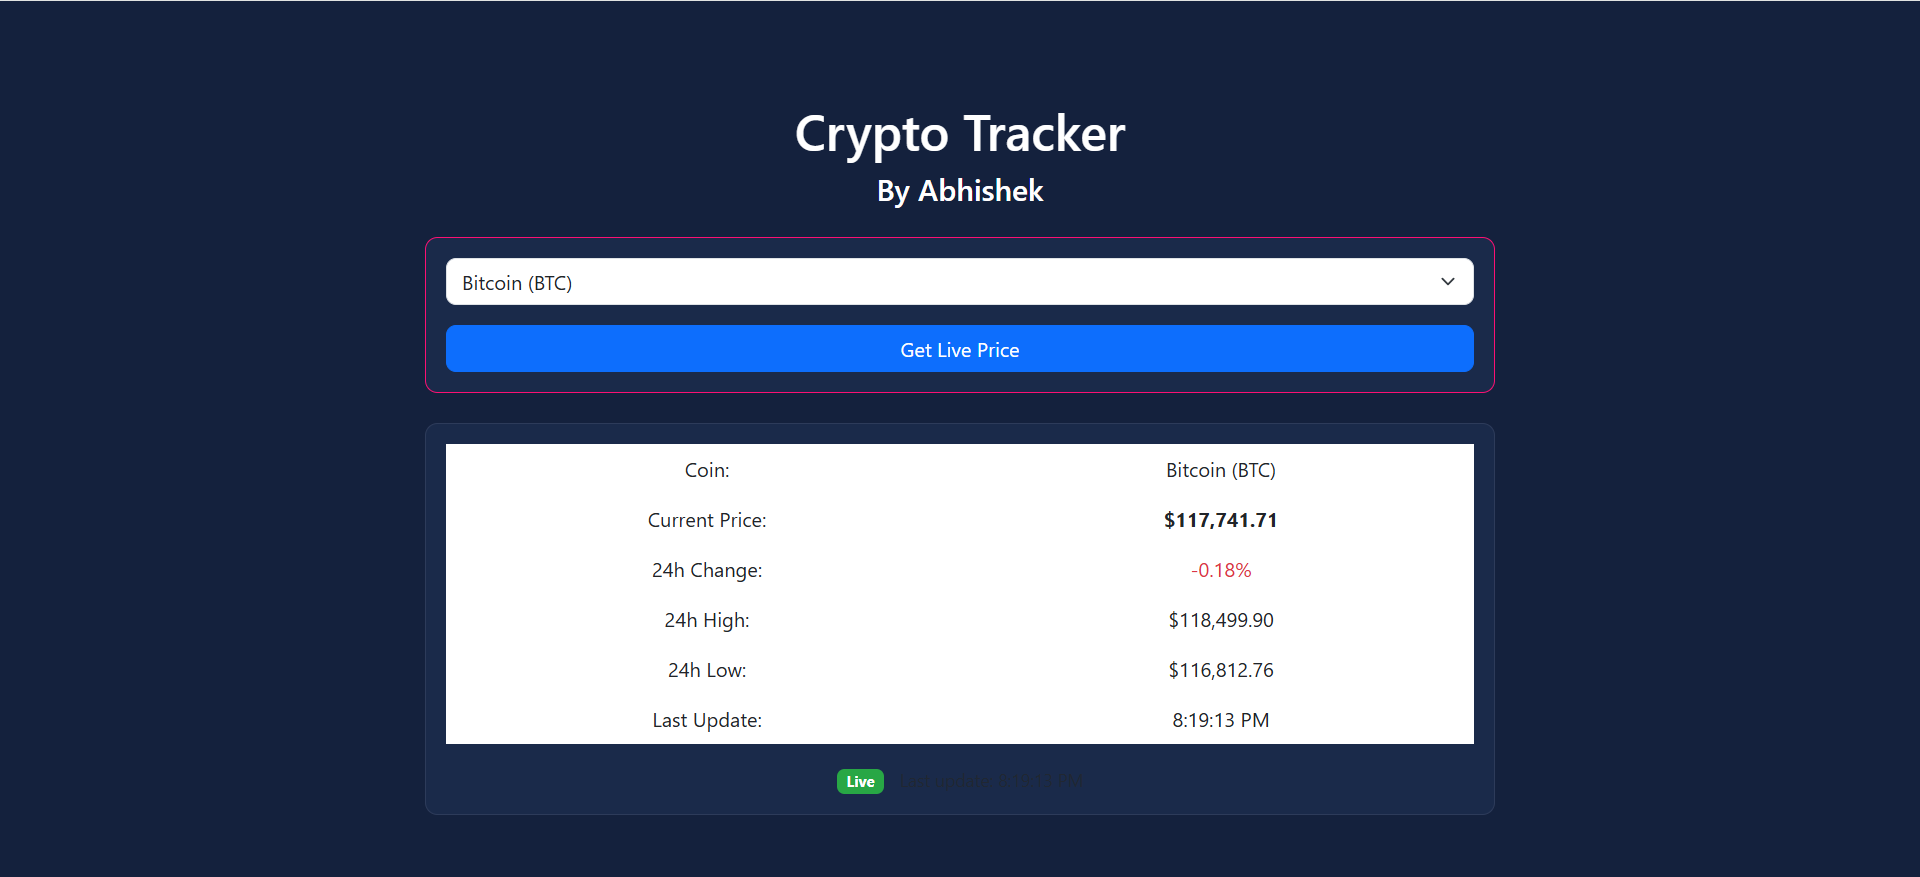 Crypto Tracker
By Abhishek
Bitcoin (BTC)
Get Live Price
Coin: Bitcoin (BTC)
Current Price: $117,741.71
24h Change: -0.18%
24h High: $118,499.90
24h Low: $116,812.76
Last Update: 8:19:13 PM
Live